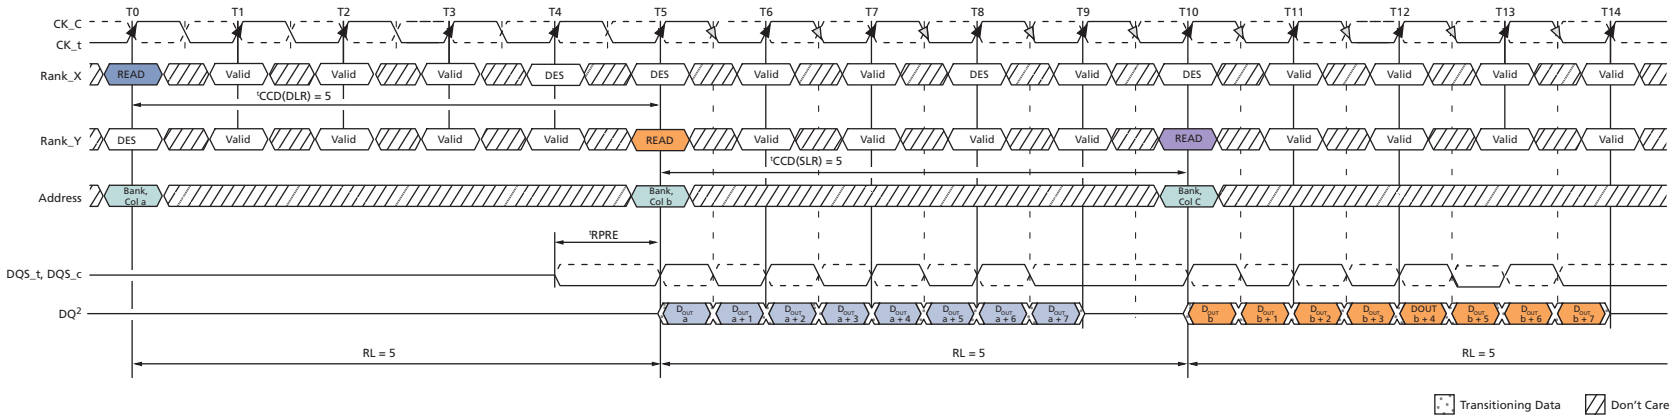 T0 T1 T2 T3 T4 T5 T6 T7 T8 T9 T10 T11 T12 T13 T14
CK_C
CK_t
Rank_X READ Valid Valid Valid DES DES Valid Valid DES Valid DES Valid Valid Valid Valid
tCCD(DLR) = 5
Rank_Y DES Valid Valid Valid Valid READ Valid Valid Valid Valid READ Valid Valid Valid Valid
tCCD(SLR) = 5
Address Bank, Col a Bank, Col b Bank, Col C
tRPRE
DQS_t, DQS_c
DQ2 DOUT a DOUT a + 1 DOUT a + 2 DOUT a + 3 DOUT a + 4 DOUT a + 5 DOUT a + 6 DOUT a + 7 DOUT b DOUT b + 1 DOUT b + 2 DOUT b + 3 DOUT b + 4 DOUT b + 5 DOUT b + 6 DOUT b + 7
RL = 5 RL = 5 RL = 5
Transitioning Data Don't Care